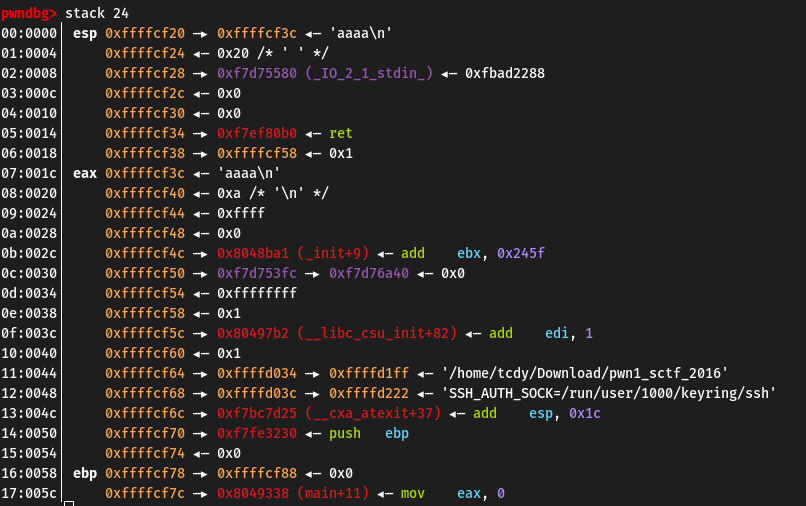 pwndbg> stack 24
00:0000│ esp 0xffffcf20 —▸ 0xffffcf3c ◂— 'aaaa\n'
01:0004│     0xffffcf24 ◂— 0x20 /* ' ' */
02:0008│     0xffffcf28 —▸ 0xf7d75580 (_IO_2_1_stdin_) ◂— 0xfbad2288
03:000c│     0xffffcf2c ◂— 0x0
04:0010│     0xffffcf30 ◂— 0x0
05:0014│     0xffffcf34 —▸ 0xf7ef80b0 ◂— ret
06:0018│     0xffffcf38 —▸ 0xffffcf58 ◂— 0x1
07:001c│ eax 0xffffcf3c ◂— 'aaaa\n'
08:0020│     0xffffcf40 ◂— 0xa /* '\n' */
09:0024│     0xffffcf44 ◂— 0xffff
0a:0028│     0xffffcf48 ◂— 0x0
0b:002c│     0xffffcf4c —▸ 0x8048ba1 (_init+9) ◂— add    ebx, 0x245f
0c:0030│     0xffffcf50 —▸ 0xf7d753fc —▸ 0xf7d76a40 ◂— 0x0
0d:0034│     0xffffcf54 ◂— 0xffffffff
0e:0038│     0xffffcf58 ◂— 0x1
0f:003c│     0xffffcf5c —▸ 0x80497b2 (__libc_csu_init+82) ◂— add    edi, 1
10:0040│     0xffffcf60 ◂— 0x1
11:0044│     0xffffcf64 —▸ 0xffffd034 —▸ 0xffffd1ff ◂— '/home/tcdy/Download/pwn1_sctf_2016'
12:0048│     0xffffcf68 —▸ 0xffffd03c —▸ 0xffffd222 ◂— 'SSH_AUTH_SOCK=/run/user/1000/keyring/ssh'
13:004c│     0xffffcf6c —▸ 0xf7bc7d25 (__cxa_atexit+37) ◂— add    esp, 0x1c
14:0050│     0xffffcf70 —▸ 0xf7fe3230 ◂— push   ebp
15:0054│     0xffffcf74 ◂— 0x0
16:0058│ ebp 0xffffcf78 —▸ 0xffffcf88 ◂— 0x0
17:005c│     0xffffcf7c —▸ 0x8049338 (main+11) ◂— mov    eax, 0